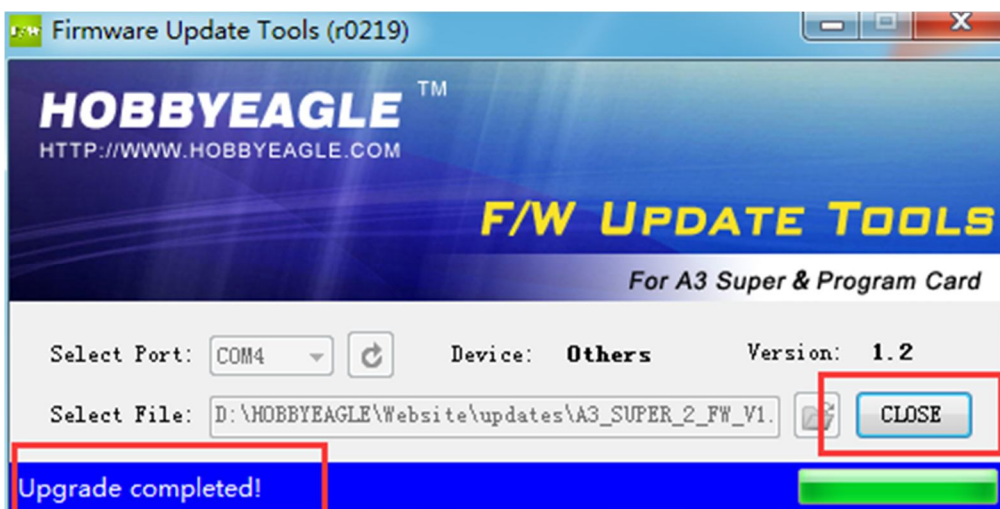 Firmware Update Tools (r0219)
HOBBYEAGLE TM
HTTP://WWW.HOBBYEAGLE.COM
F/W UPDATE TOOLS
For A3 Super & Program Card
Select Port: COM4 Device: Others Version: 1.2
Select File: D:\HOBBYEAGLE\Website\updates\A3_SUPER_2_FW_V1. CLOSE
Upgrade completed!